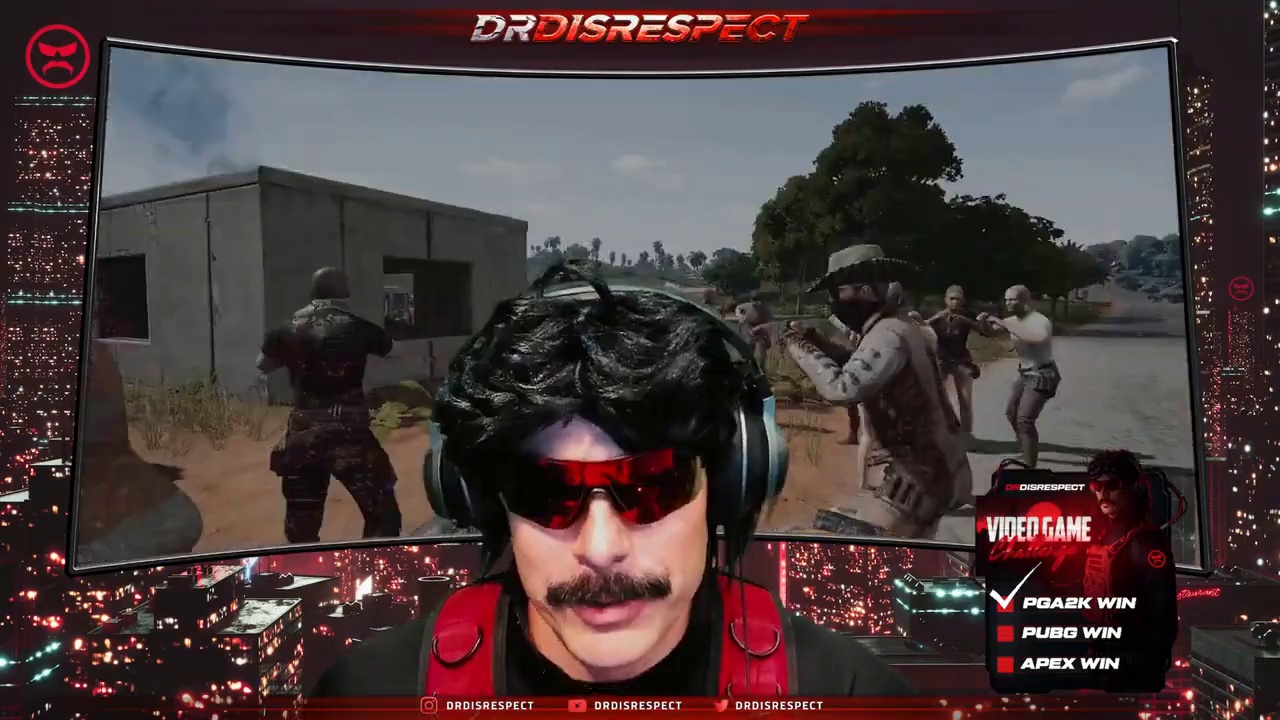 DRDISRESPECT
DRDISRESPECT
VIDEO GAME
Challenge
PGA2K WIN
PUBG WIN
APEX WIN
DRDISRESPECT
DRDISRESPECT
DRDISRESPECT